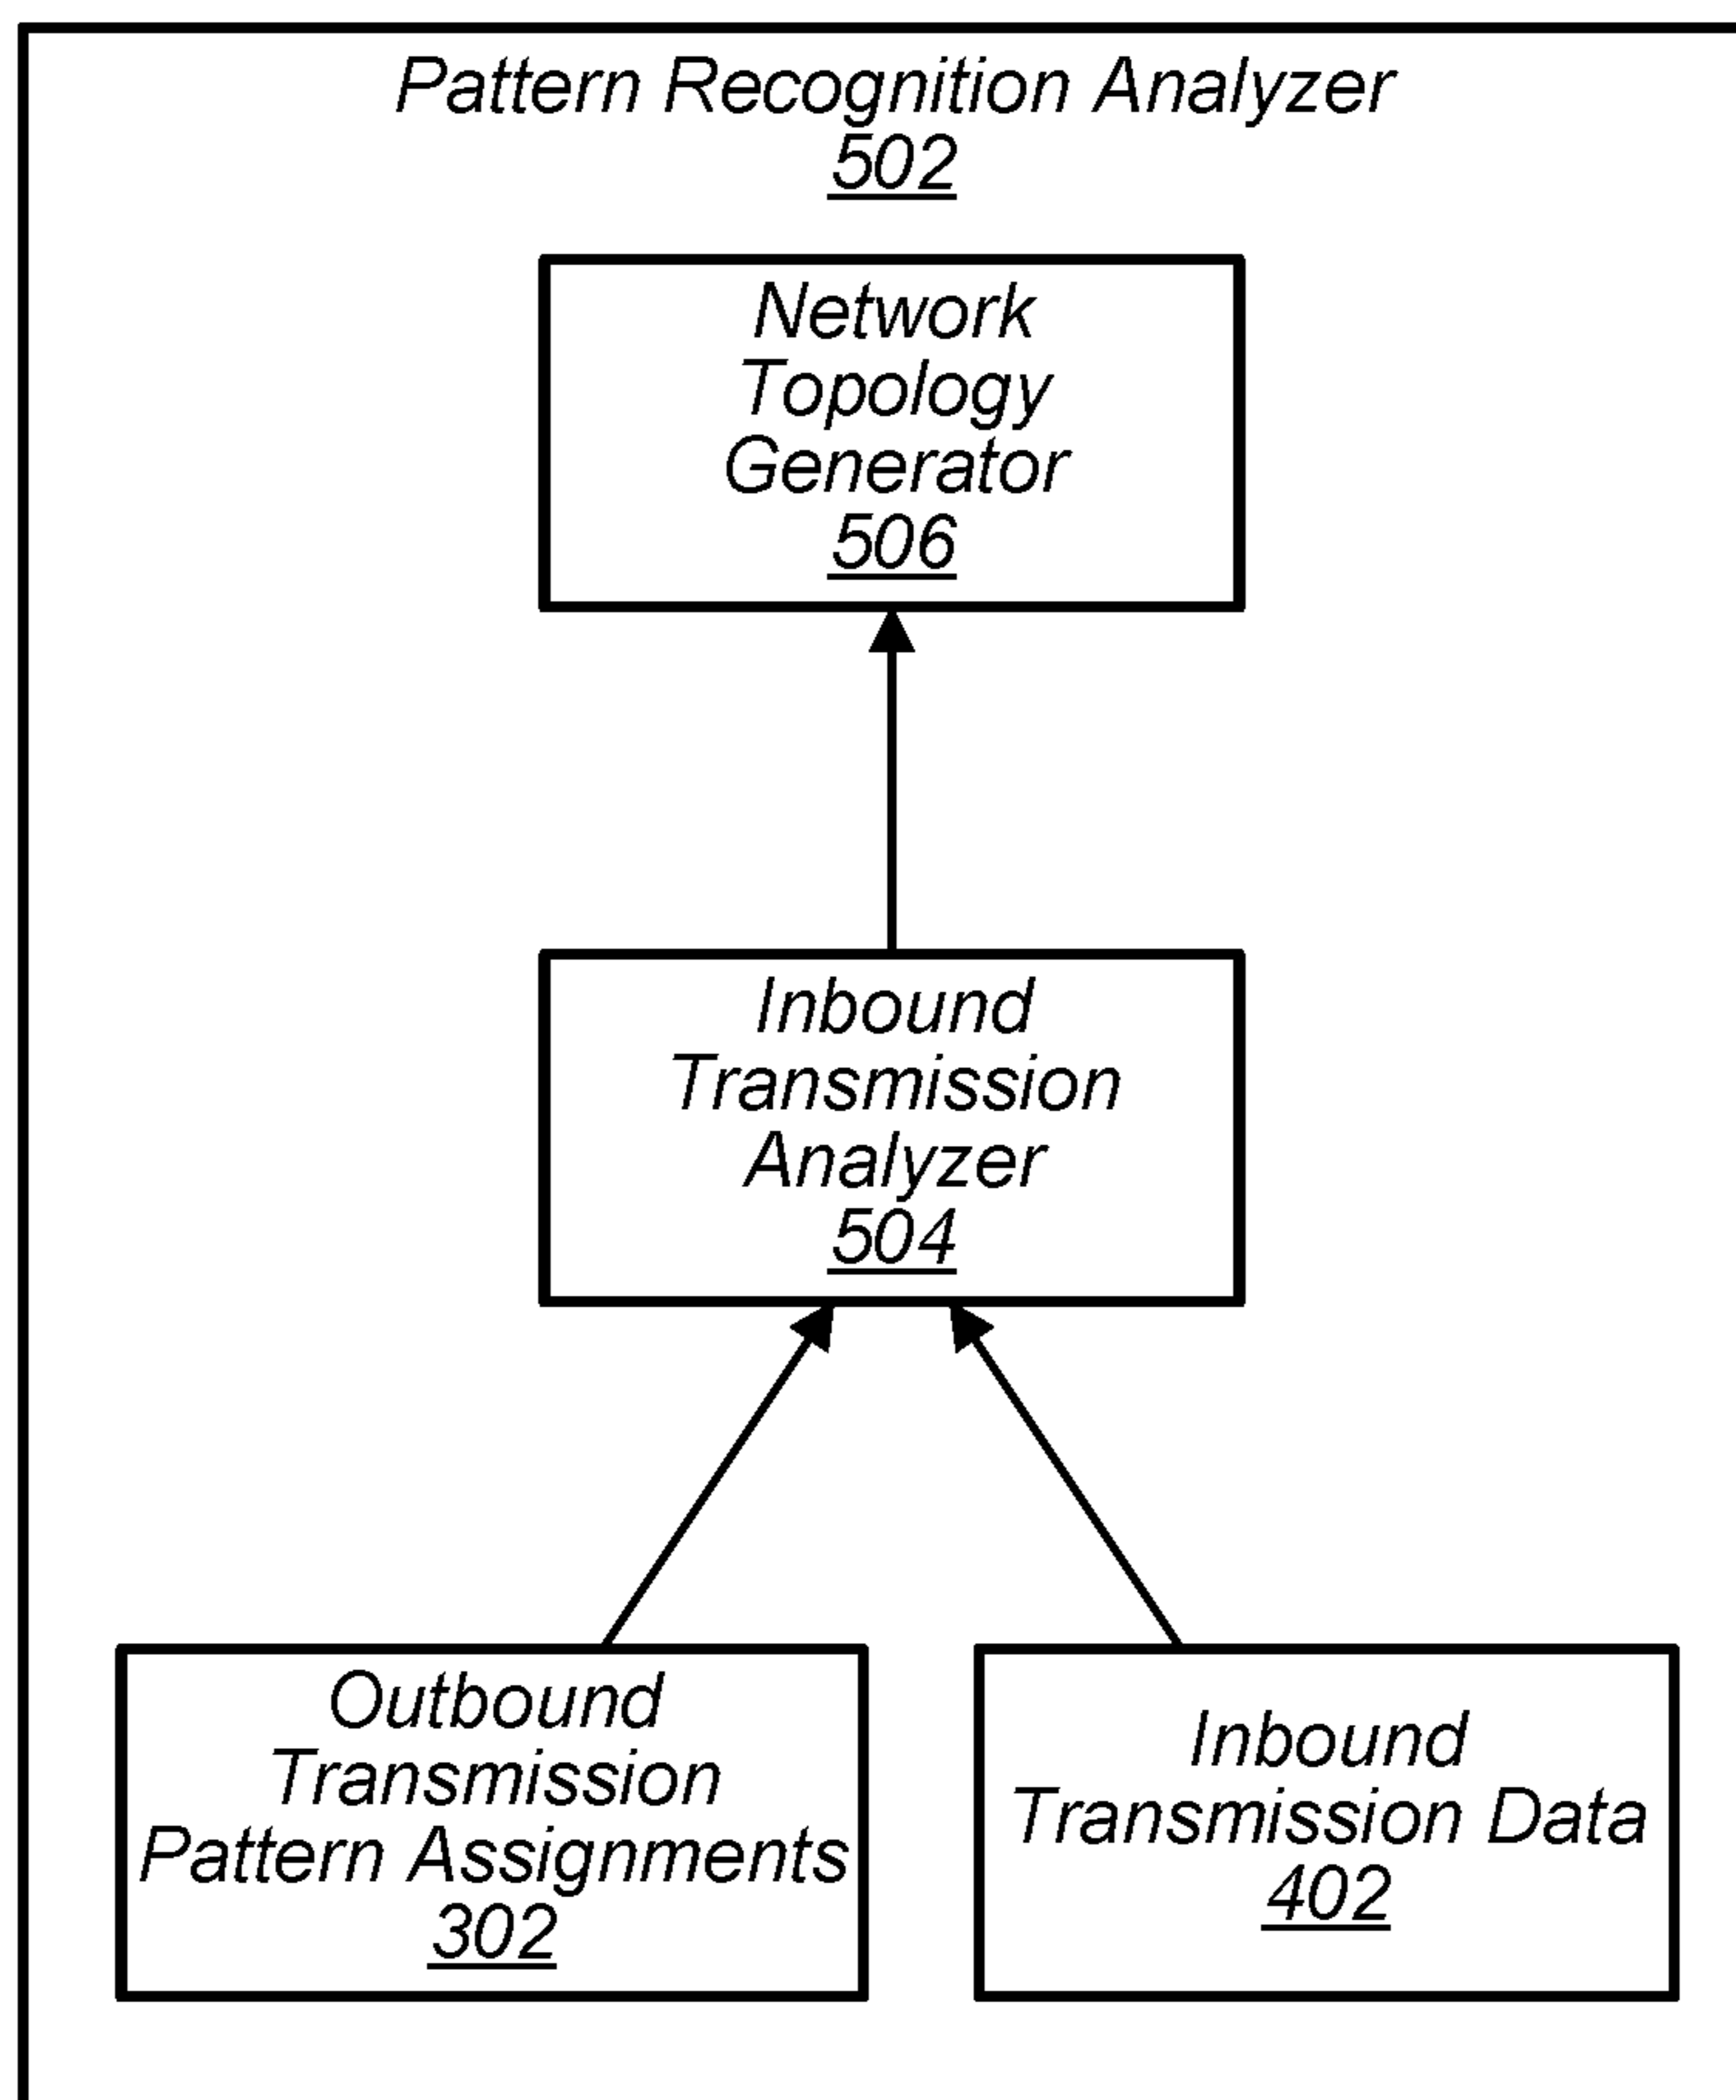 Pattern Recognition Analyzer
502
Network
Topology
Generator
506
Inbound
Transmission
Analyzer
504
Outbound
Transmission
Pattern Assignments
302
Inbound
Transmission Data
402